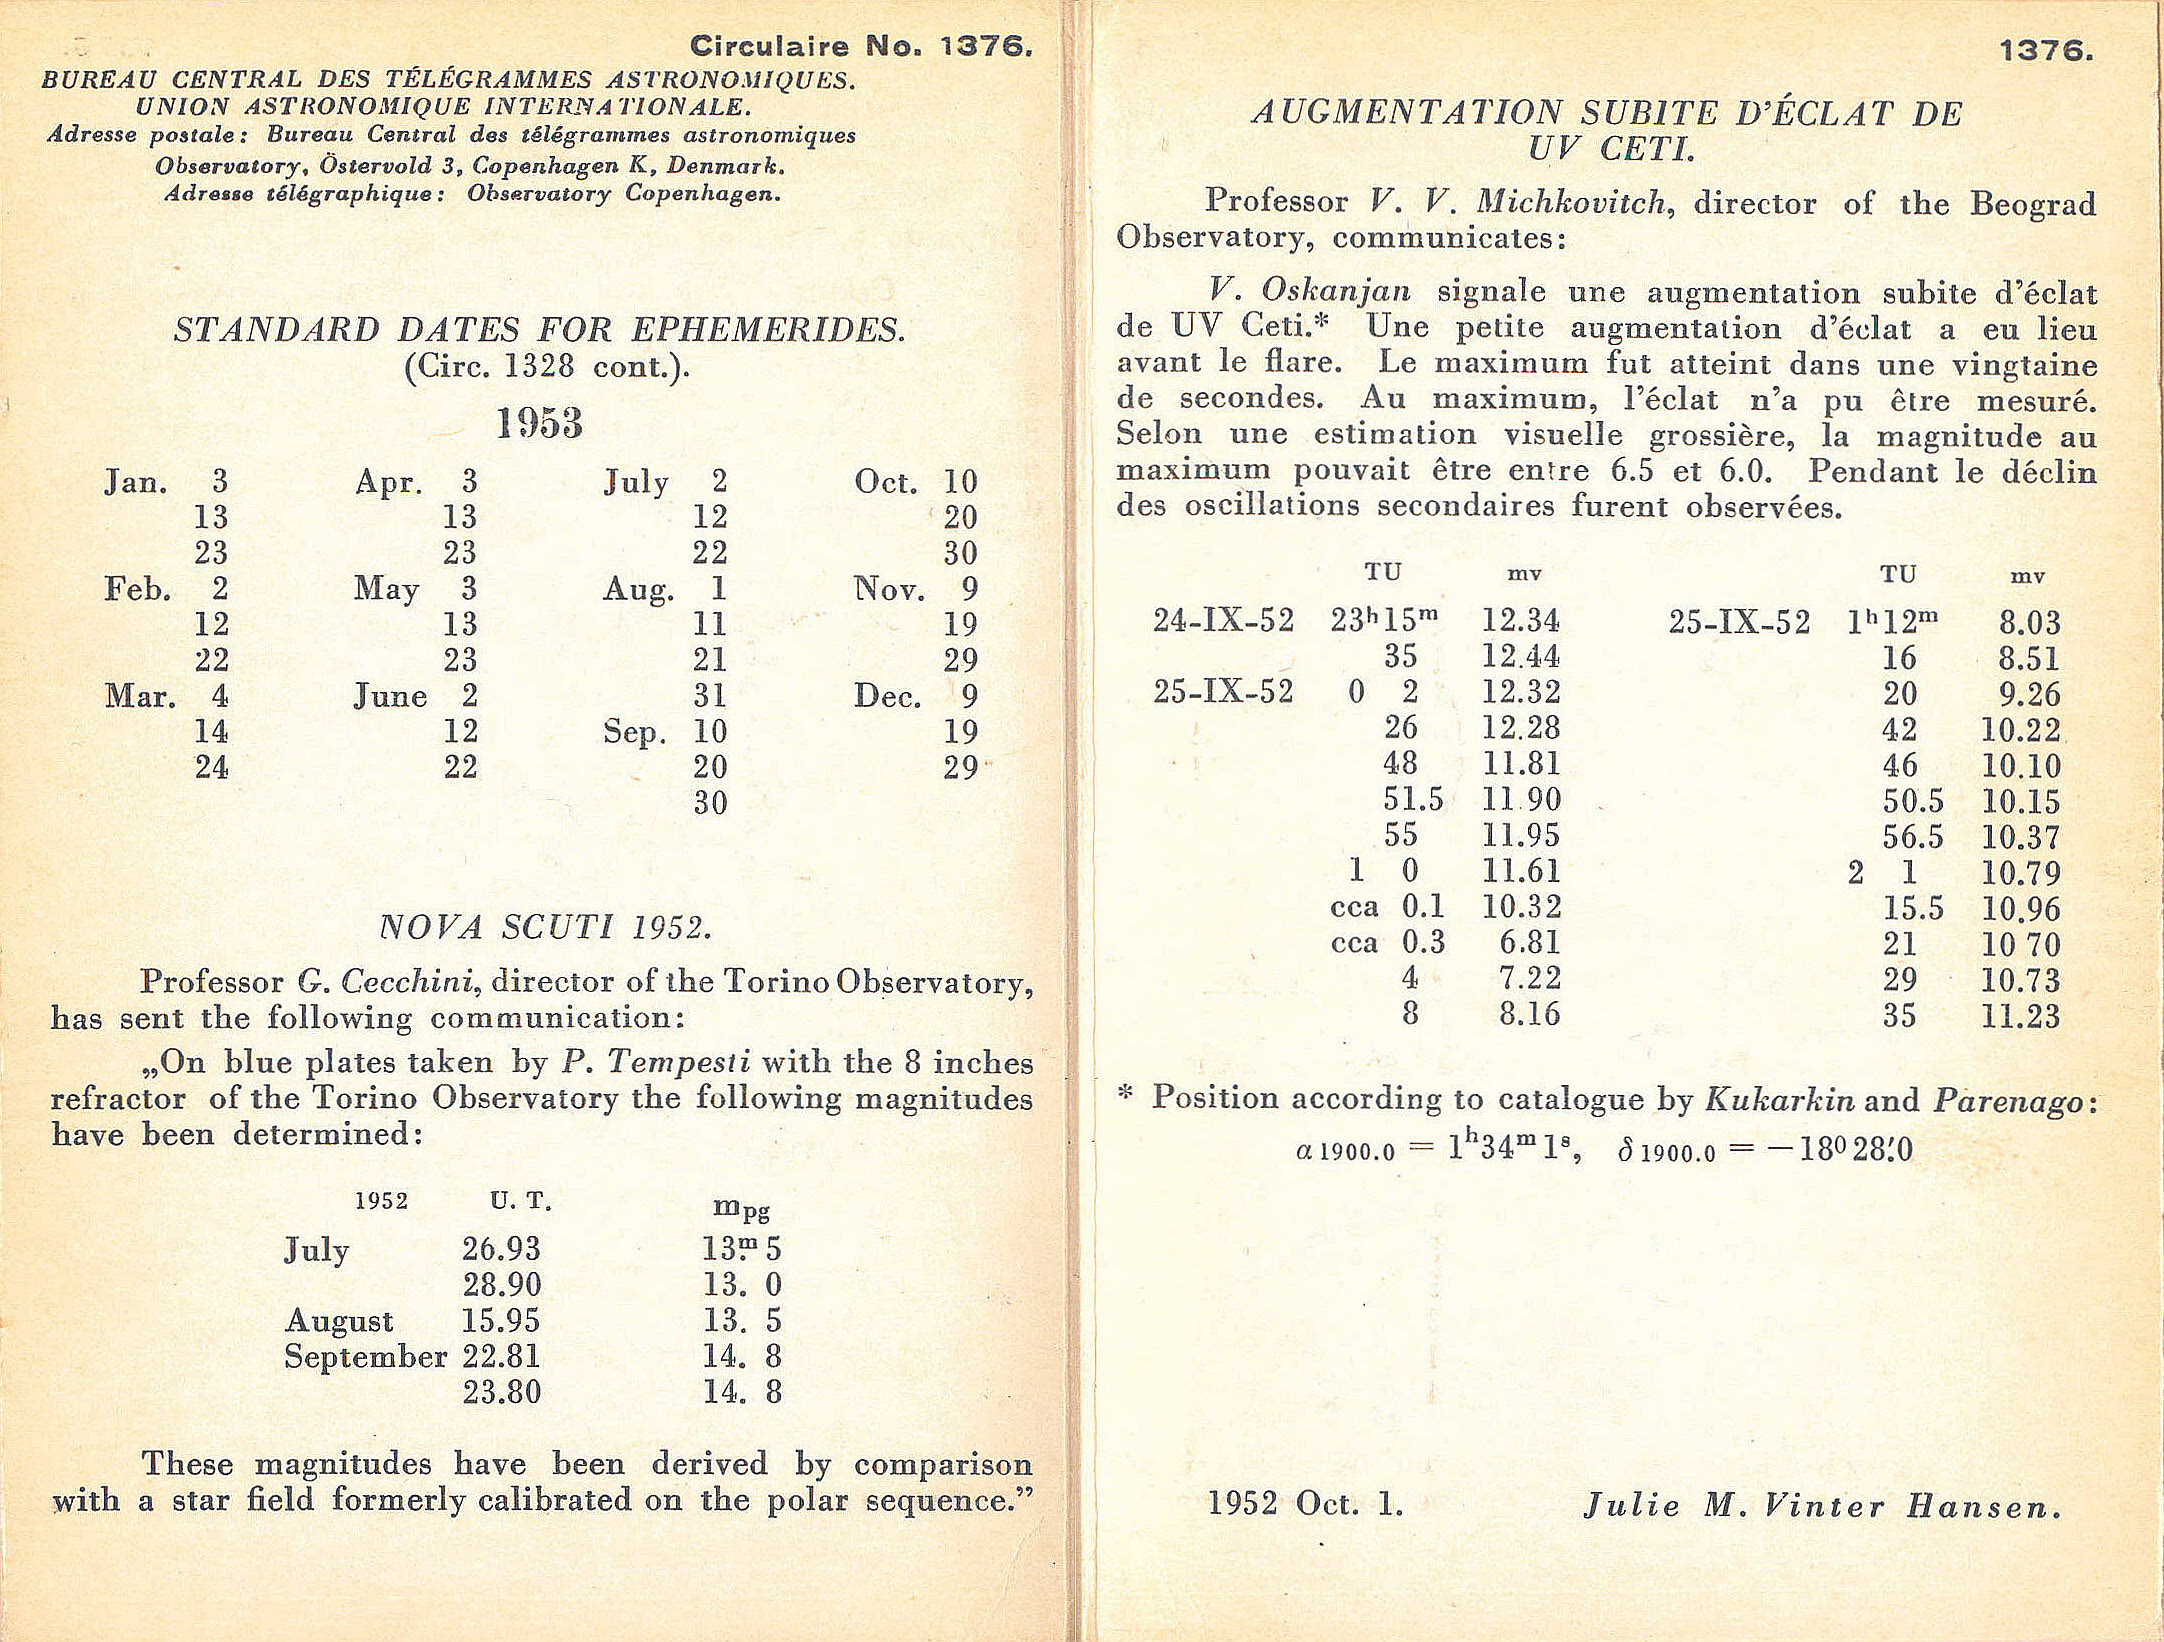 Circulaire No. 1376.
BUREAU CENTRAL DES TÉLÉGRAMMES ASTRONOMIQUES.
UNION ASTRONOMIQUE INTERNATIONALE.
Adresse postale: Bureau Central des télégrammes astronomiques
Observatory, Östervold 3, Copenhagen K, Denmark.
Adresse télégraphique: Observatory Copenhagen.
STANDARD DATES FOR EPHEMERIDES.
(Circ. 1328 cont.).
1953
Jan. 3 Apr. 3 July 2 Oct. 10
13 13 12 20
23 23 22 30
Feb. 2 May 3 Aug. 1 Nov. 9
12 13 11 19
22 23 21 29
Mar. 4 June 2 31 Dec. 9
14 12 Sep. 10 19
24 22 20 29
30
NOVA SCUTI 1952.
Professor G. Cecchini, director of the Torino Observatory,
has sent the following communication:
„On blue plates taken by P. Tempesti with the 8 inches
refractor of the Torino Observatory the following magnitudes
have been determined:
1952 U. T. mpg
July 26.93 13.ᵐ 5
28.90 13. 0
August 15.95 13. 5
September 22.81 14. 8
23.80 14. 8
These magnitudes have been derived by comparison
with a star field formerly calibrated on the polar sequence.”
1376.
AUGMENTATION SUBITE D’ÉCLAT DE
UV CETI.
Professor V. V. Michkovitch, director of the Beograd
Observatory, communicates:
V. Oskanjan signale une augmentation subite d’éclat
de UV Ceti.* Une petite augmentation d’éclat a eu lieu
avant le flare. Le maximum fut atteint dans une vingtaine
de secondes. Au maximum, l’éclat n’a pu être mesuré.
Selon une estimation visuelle grossière, la magnitude au
maximum pouvait être entre 6.5 et 6.0. Pendant le déclin
des oscillations secondaires furent observées.
TU mv TU mv
24-IX-52 23ʰ15ᵐ 12.34 25-IX-52 1ʰ12ᵐ 8.03
35 12.44 16 8.51
25-IX-52 0 2 12.32 20 9.26
26 12.28 42 10.22
48 11.81 46 10.10
51.5 11.90 50.5 10.15
55 11.95 56.5 10.37
1 0 11.61 2 1 10.79
cca 0.1 10.32 15.5 10.96
cca 0.3 6.81 21 10 70
4 7.22 29 10.73
8 8.16 35 11.23
* Position according to catalogue by Kukarkin and Parenago:
α 1900.0 = 1ʰ34ᵐ1ˢ, δ 1900.0 = −18⁰28.′0
1952 Oct. 1. Julie M. Vinter Hansen.